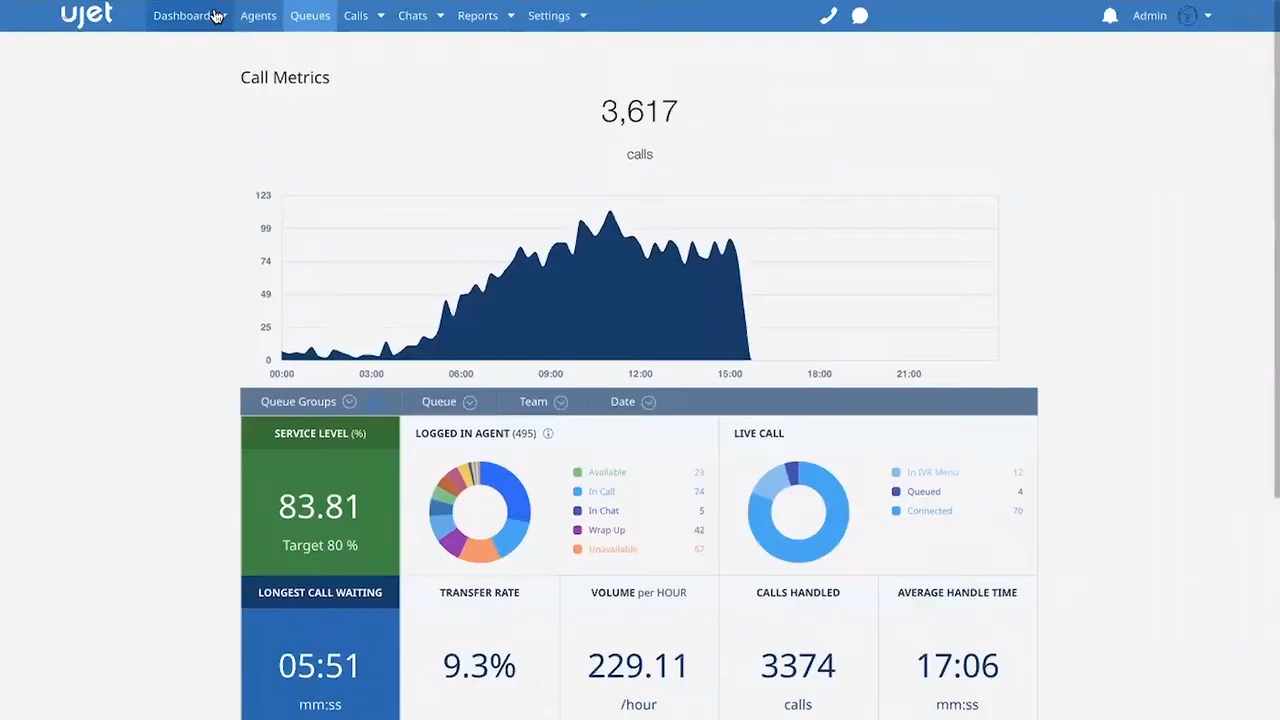 ujet Dashboard Agents Queues Calls Chats Reports Settings Admin
Call Metrics
3,617
calls
123
99
74
49
25
0
00:00 03:00 06:00 09:00 12:00 15:00 18:00 21:00
Queue Groups Queue Team Date
SERVICE LEVEL (%)
83.81
Target 80 %
LOGGED IN AGENT (495)
Available 23
In Call 74
In Chat 5
Wrap Up 42
Unavailable 67
LIVE CALL
In IVR Menu 12
Queued 4
Connected 70
LONGEST CALL WAITING
05:51
mm:ss
TRANSFER RATE
9.3%
VOLUME per HOUR
229.11
/hour
CALLS HANDLED
3374
calls
AVERAGE HANDLE TIME
17:06
mm:ss